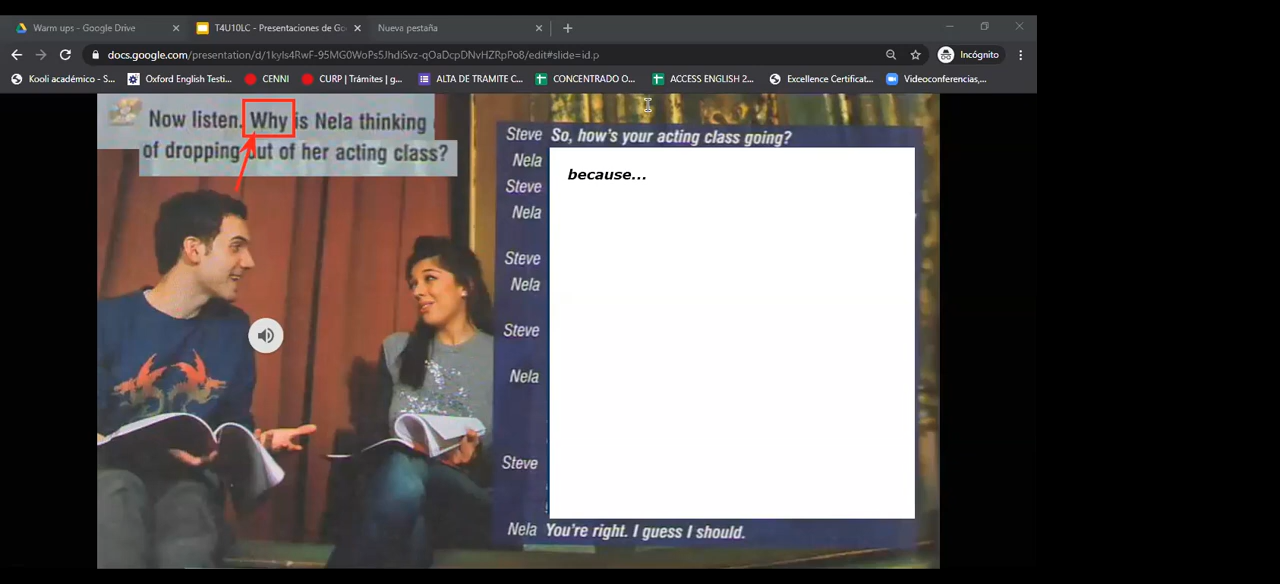 Warm ups - Google Drive
T4U10LC - Presentaciones de Go
Nueva pestaña
docs.google.com/presentation/d/1kyls4RwF-95MG0WoPs5JhdiSvz-qOaDcpDNvHZRpPo8/edit#slide=id.p
Incógnito
Kooli académico - S...
Oxford English Testi...
CENNI
CURP | Trámites | g...
ALTA DE TRAMITE C...
CONCENTRADO O...
ACCESS ENGLISH 2...
Excellence Certificat...
Videoconferencias,...
Now listen. Why is Nela thinking
of dropping out of her acting class?
Steve So, how's your acting class going?
Nela
because...
Steve
Nela
Steve
Nela
Steve
Nela
Steve
Nela You're right. I guess I should.